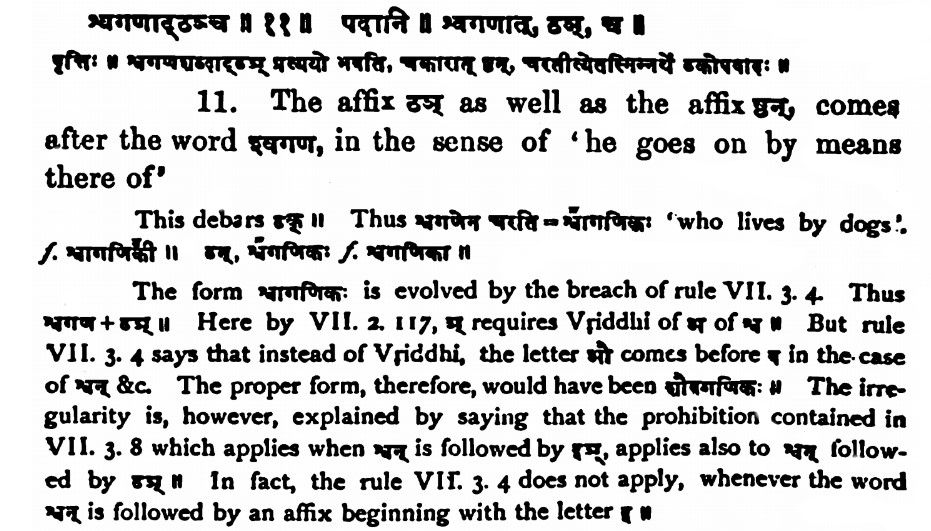 श्वगणाद्ठञ्च ॥ ११ ॥ पदानि ॥ श्वगणात्, ठञ्, च ॥
वृत्तिः ॥ श्वगणशब्दाद्ठञ् प्रत्ययो भवति, चकारात् ष्ठन्, चरतीत्येतस्मिन्नर्थे ठकोपवादः ॥
11. The affix ठञ् as well as the affix ष्ठन्, comes
after the word श्वगण, in the sense of ‘he goes on by means
there of’
This debars ठक् ॥ Thus श्वगणेन चरति = श्वागणिकः ‘who lives by dogs’.
f. श्वागणिकी ॥ ठन्, श्वगणिकः f. श्वगणिका ॥
The form श्वागणिकः is evolved by the breach of rule VII. 3. 4. Thus
श्वगण + ठञ् ॥ Here by VII. 2. 117, ञ् requires Vṛiddhi of अ of श्व ॥ But rule
VII. 3. 4 says that instead of Vṛiddhi, the letter औ comes before व in the case
of श्वन् &c. The proper form, therefore, would have been शौवगणिकः ॥ The irre-
gularity is, however, explained by saying that the prohibition contained in
VII. 3. 8 which applies when श्वन् is followed by इञ्, applies also to श्वन् follow-
ed by ठञ् ॥ In fact, the rule VII. 3. 4 does not apply, whenever the word
श्वन् is followed by an affix beginning with the letter इ ॥